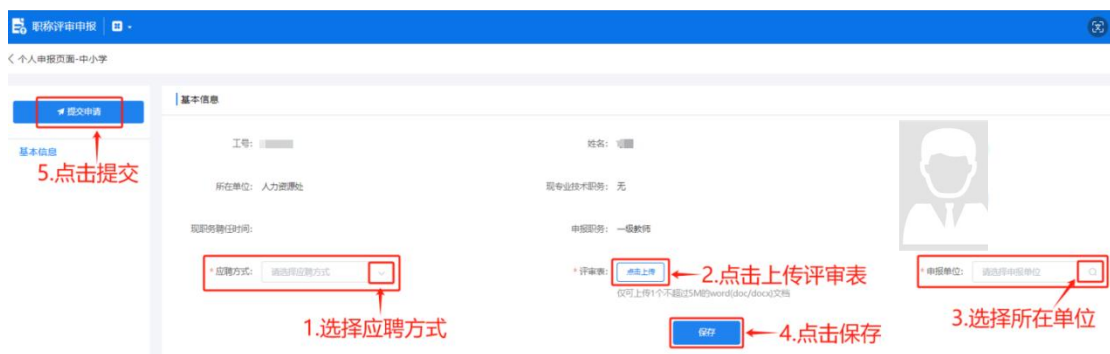 职称评审申报
个人申报页面-中小学
提交申请
基本信息
5.点击提交
基本信息
工号:
姓名:
所在单位: 人力资源处
现专业技术职务: 无
现职务聘任时间:
申报职务: 一级教师
* 应聘方式: 请选择应聘方式
* 评审表: 点击上传
* 申报单位: 请选择申报单位
仅可上传1个不超过5M的word(doc/docx)文档
1.选择应聘方式
2.点击上传评审表
3.选择所在单位
保存
4.点击保存